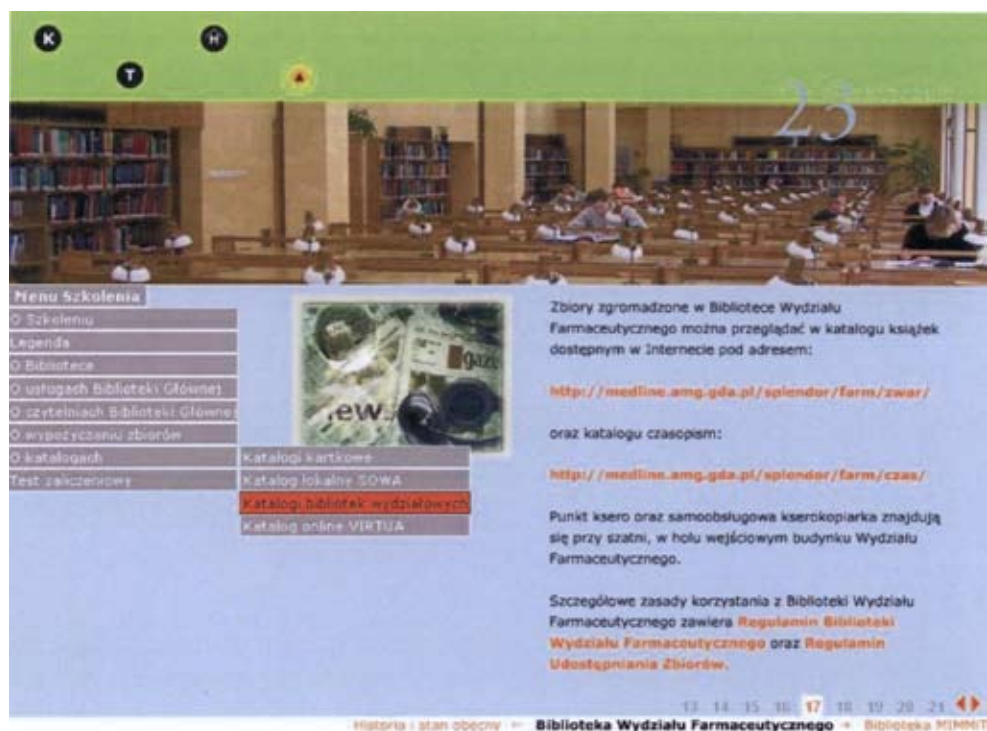 K
H
T
23
Menu Szkolenia
O Szkoleniu
Legenda
O Bibliotece
O usługach Biblioteki Głównej
O czytelniach Biblioteki Głównej
O wypożyczaniu zbiorów
O katalogach
Test zaliczeniowy
Katalogi kartkowe
Katalog lokalny SOWA
Katalogi bibliotek wydziałowych
Katalog online VIRTUA
gaze
ew
Zbiory zgromadzone w Bibliotece Wydziału
Farmaceutycznego można przeglądać w katalogu książek
dostępnym w Internecie pod adresem:
http://medline.amg.gda.pl/splendor/farm/zwar/
oraz katalogu czasopism:
http://medline.amg.gda.pl/splendor/farm/czas/
Punkt ksero oraz samoobsługowa kserokopiarka znajdują
się przy szatni, w holu wejściowym budynku Wydziału
Farmaceutycznego.
Szczegółowe zasady korzystania z Biblioteki Wydziału
Farmaceutycznego zawiera Regulamin Biblioteki
Wydziału Farmaceutycznego oraz Regulamin
Udostępniania Zbiorów.
13 14 15 16 17 18 19 20 21
Historia i stan obecny ← Biblioteka Wydziału Farmaceutycznego → Biblioteka MIMMiT